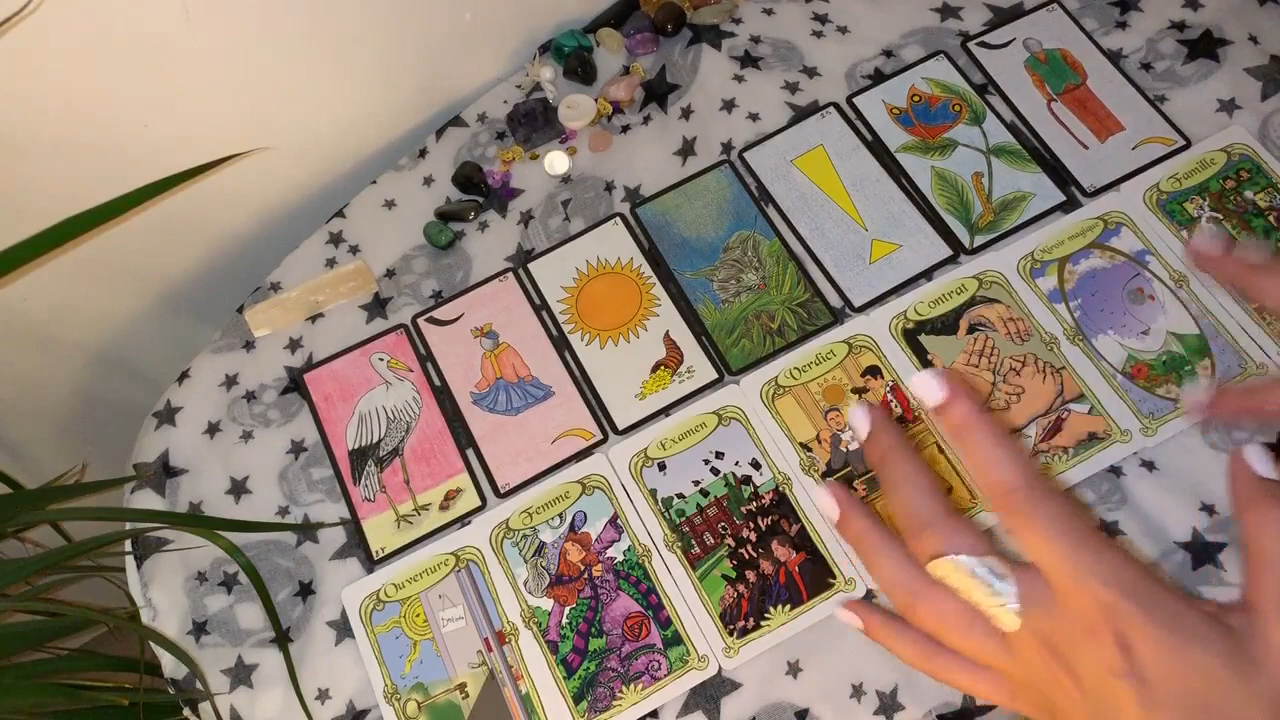 Ouverture
Femme
Examen
Verdict
Contrat
Miroir magique
Famille